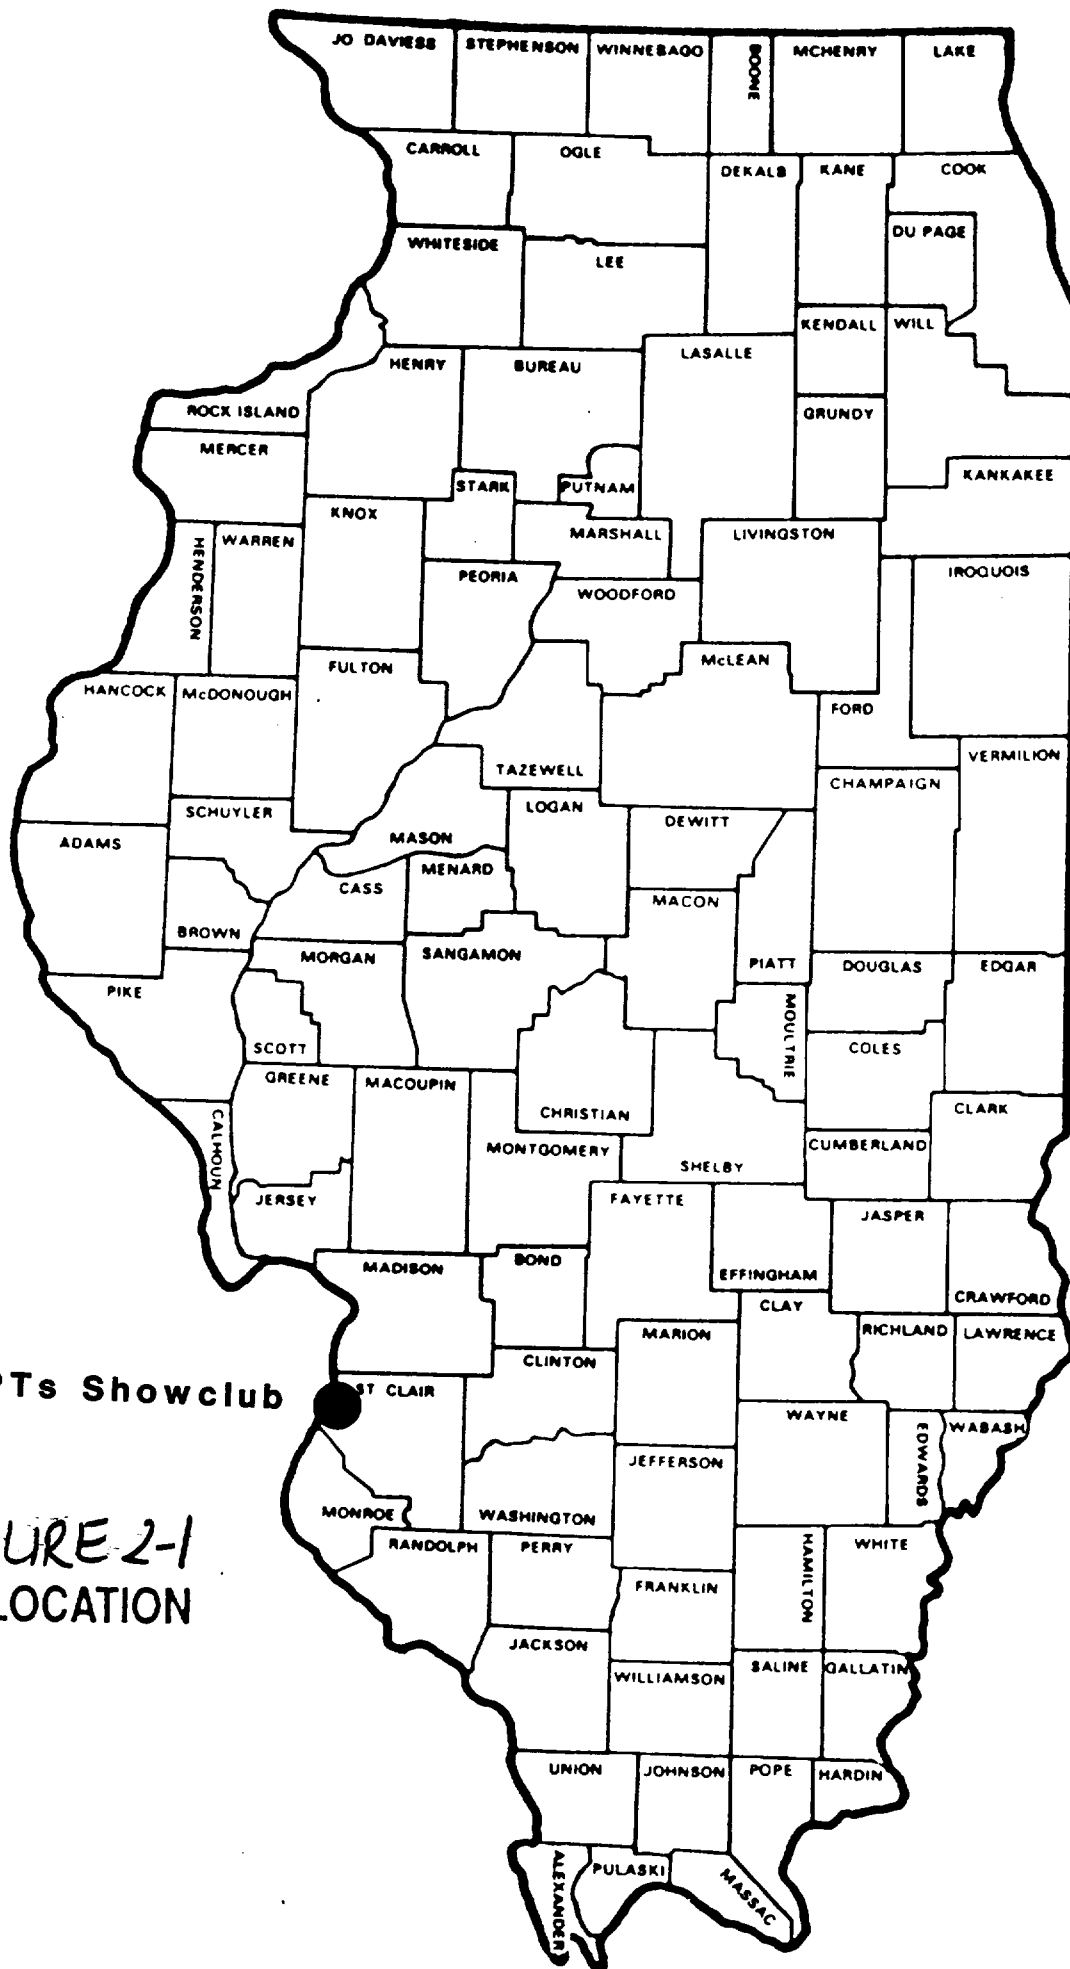 JO DAVIESS STEPHENSON WINNEBAGO BOONE MCHENRY LAKE
CARROLL OGLE DEKALB KANE COOK
WHITESIDE LEE DU PAGE
HENRY BUREAU LASALLE KENDALL WILL
ROCK ISLAND GRUNDY
MERCER STARK PUTNAM KANKAKEE
KNOX MARSHALL LIVINGSTON
HENDERSON WARREN PEORIA WOODFORD IROQUOIS
HANCOCK McDONOUGH FULTON McLEAN FORD
TAZEWELL CHAMPAIGN VERMILION
SCHUYLER LOGAN DEWITT
ADAMS MASON
CASS MENARD MACON
BROWN MORGAN SANGAMON PIATT DOUGLAS EDGAR
PIKE SCOTT MOULTRIE COLES
GREENE MACOUPIN CHRISTIAN CLARK
CALHOUN MONTGOMERY SHELBY CUMBERLAND
JERSEY FAYETTE JASPER
MADISON BOND EFFINGHAM CRAWFORD
CLAY
MARION RICHLAND LAWRENCE
CLINTON
PTs Showclub ST CLAIR WAYNE EDWARDS WABASH
JEFFERSON
MONROE WASHINGTON
URE 2-1
LOCATION
RANDOLPH PERRY HAMILTON WHITE
FRANKLIN
JACKSON WILLIAMSON SALINE GALLATIN
UNION JOHNSON POPE HARDIN
ALEXANDER PULASKI MASSAC